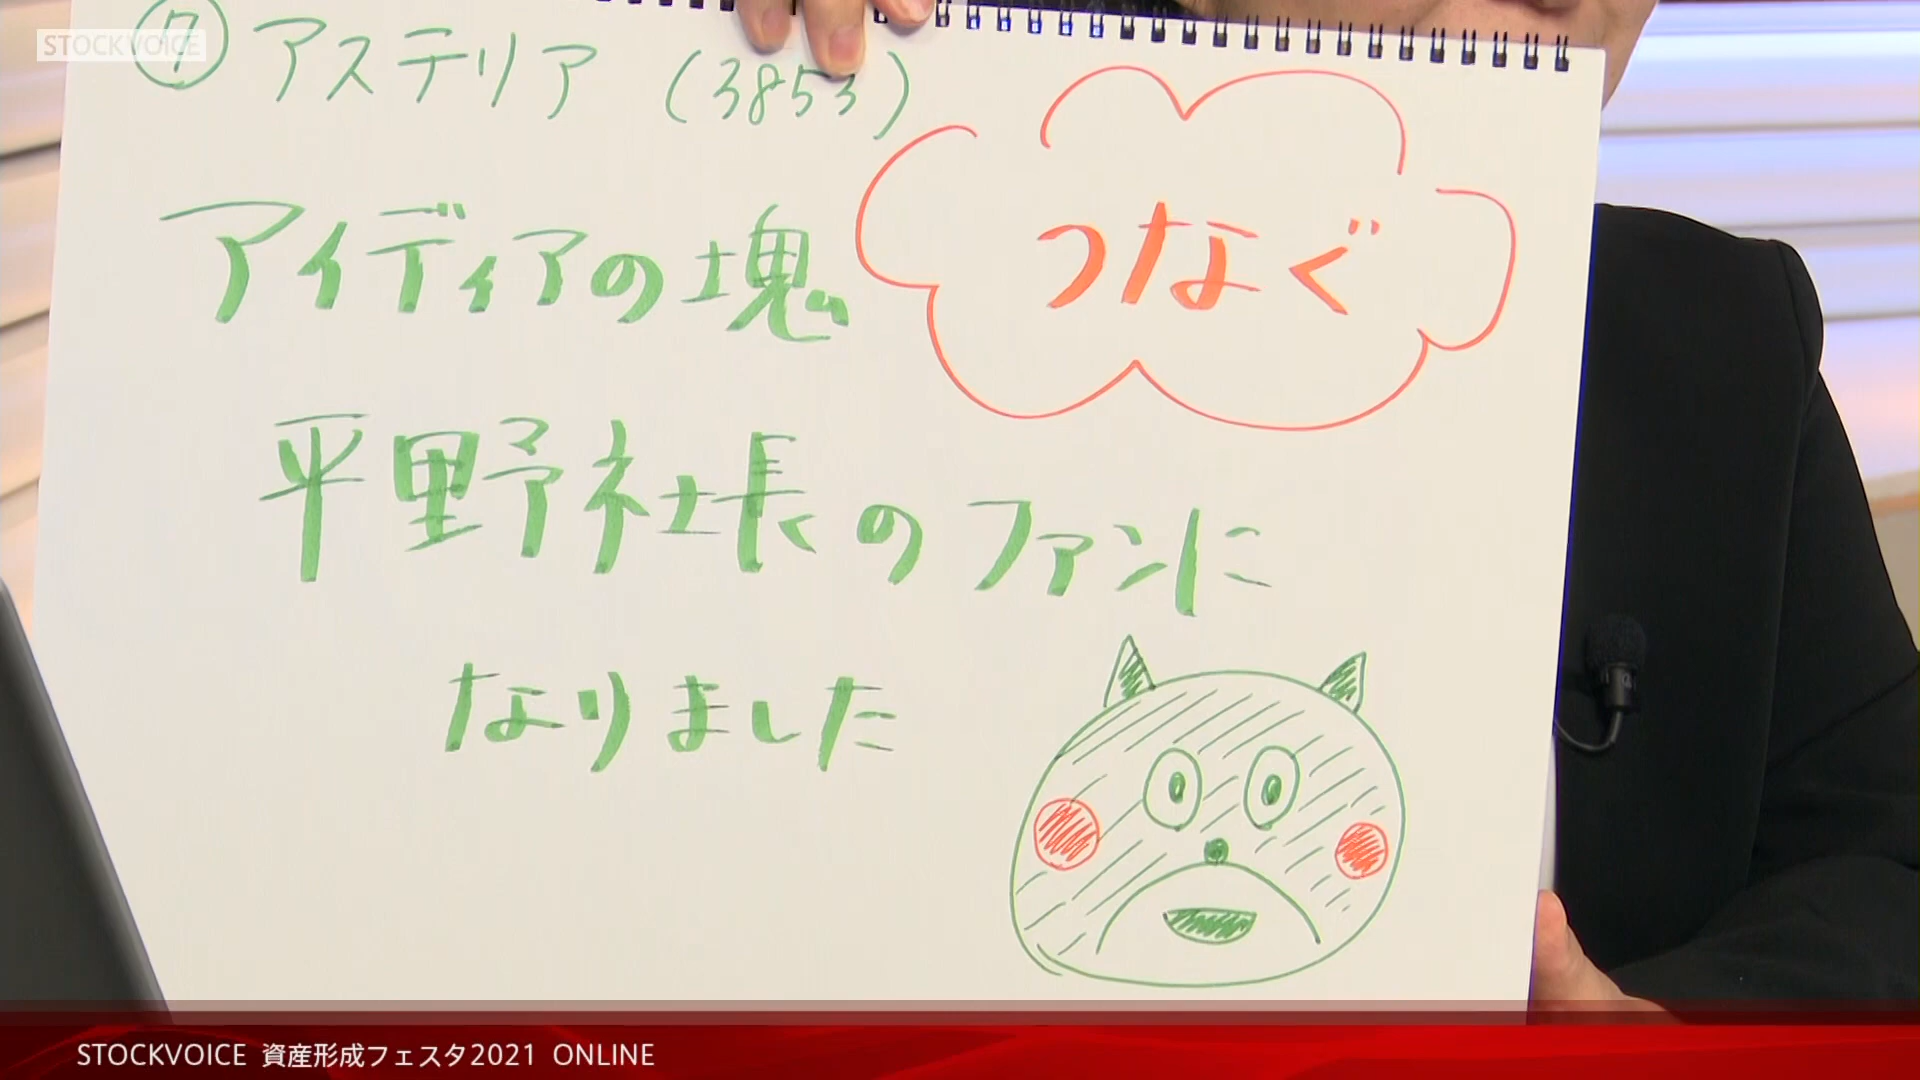 STOCKVOICE
⑦ アステリア (3853)
つなぐ
アイディアの塊
平野社長のファンに
なりました
STOCKVOICE 資産形成フェスタ2021 ONLINE